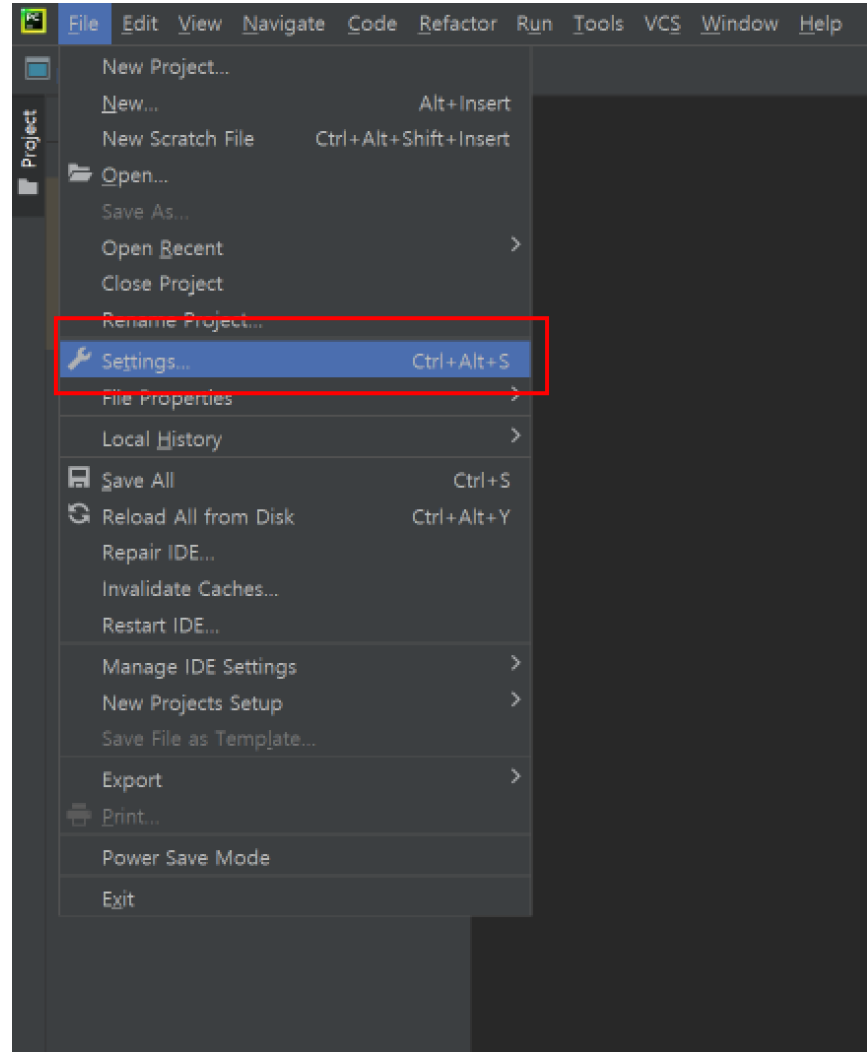 PC
File Edit View Navigate Code Refactor Run Tools VCS Window Help
Project
New Project...
New... Alt+Insert
New Scratch File Ctrl+Alt+Shift+Insert
Open...
Save As...
Open Recent
Close Project
Rename Project...
Settings... Ctrl+Alt+S
File Properties
Local History
Save All Ctrl+S
Reload All from Disk Ctrl+Alt+Y
Repair IDE...
Invalidate Caches...
Restart IDE...
Manage IDE Settings
New Projects Setup
Save File as Template...
Export
Print...
Power Save Mode
Exit